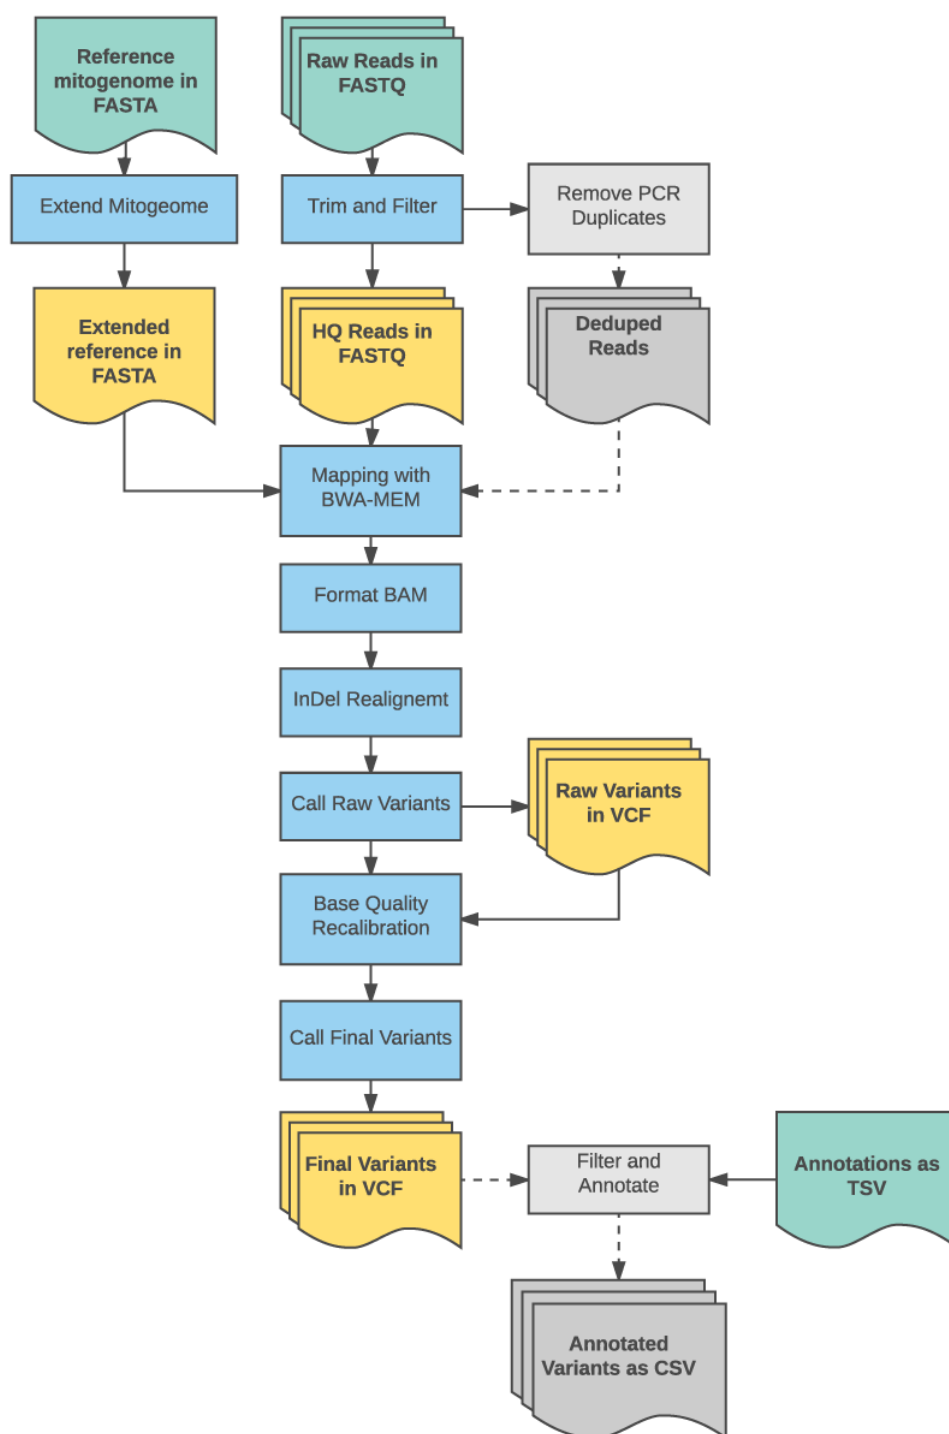 Reference
mitogenome in
FASTA
Raw Reads in
FASTQ
Extend Mitogeome
Trim and Filter
Remove PCR
Duplicates
Extended
reference in
FASTA
HQ Reads in
FASTQ
Deduped
Reads
Mapping with
BWA-MEM
Format BAM
InDel Realignemt
Call Raw Variants
Raw Variants
in VCF
Base Quality
Recalibration
Call Final Variants
Final Variants
in VCF
Filter and
Annotate
Annotations as
TSV
Annotated
Variants as CSV